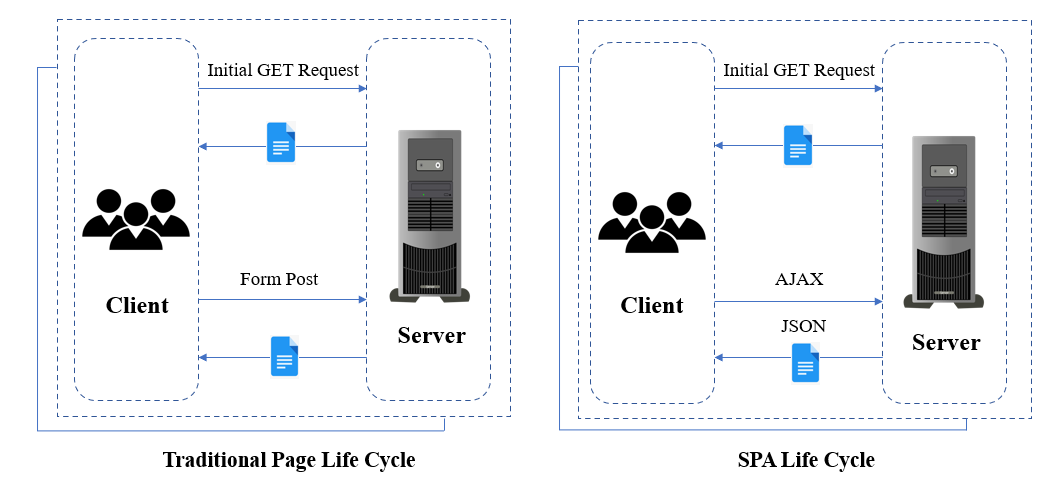 Initial GET Request
Form Post
Client
Server
Traditional Page Life Cycle
Initial GET Request
AJAX
JSON
Client
Server
SPA Life Cycle